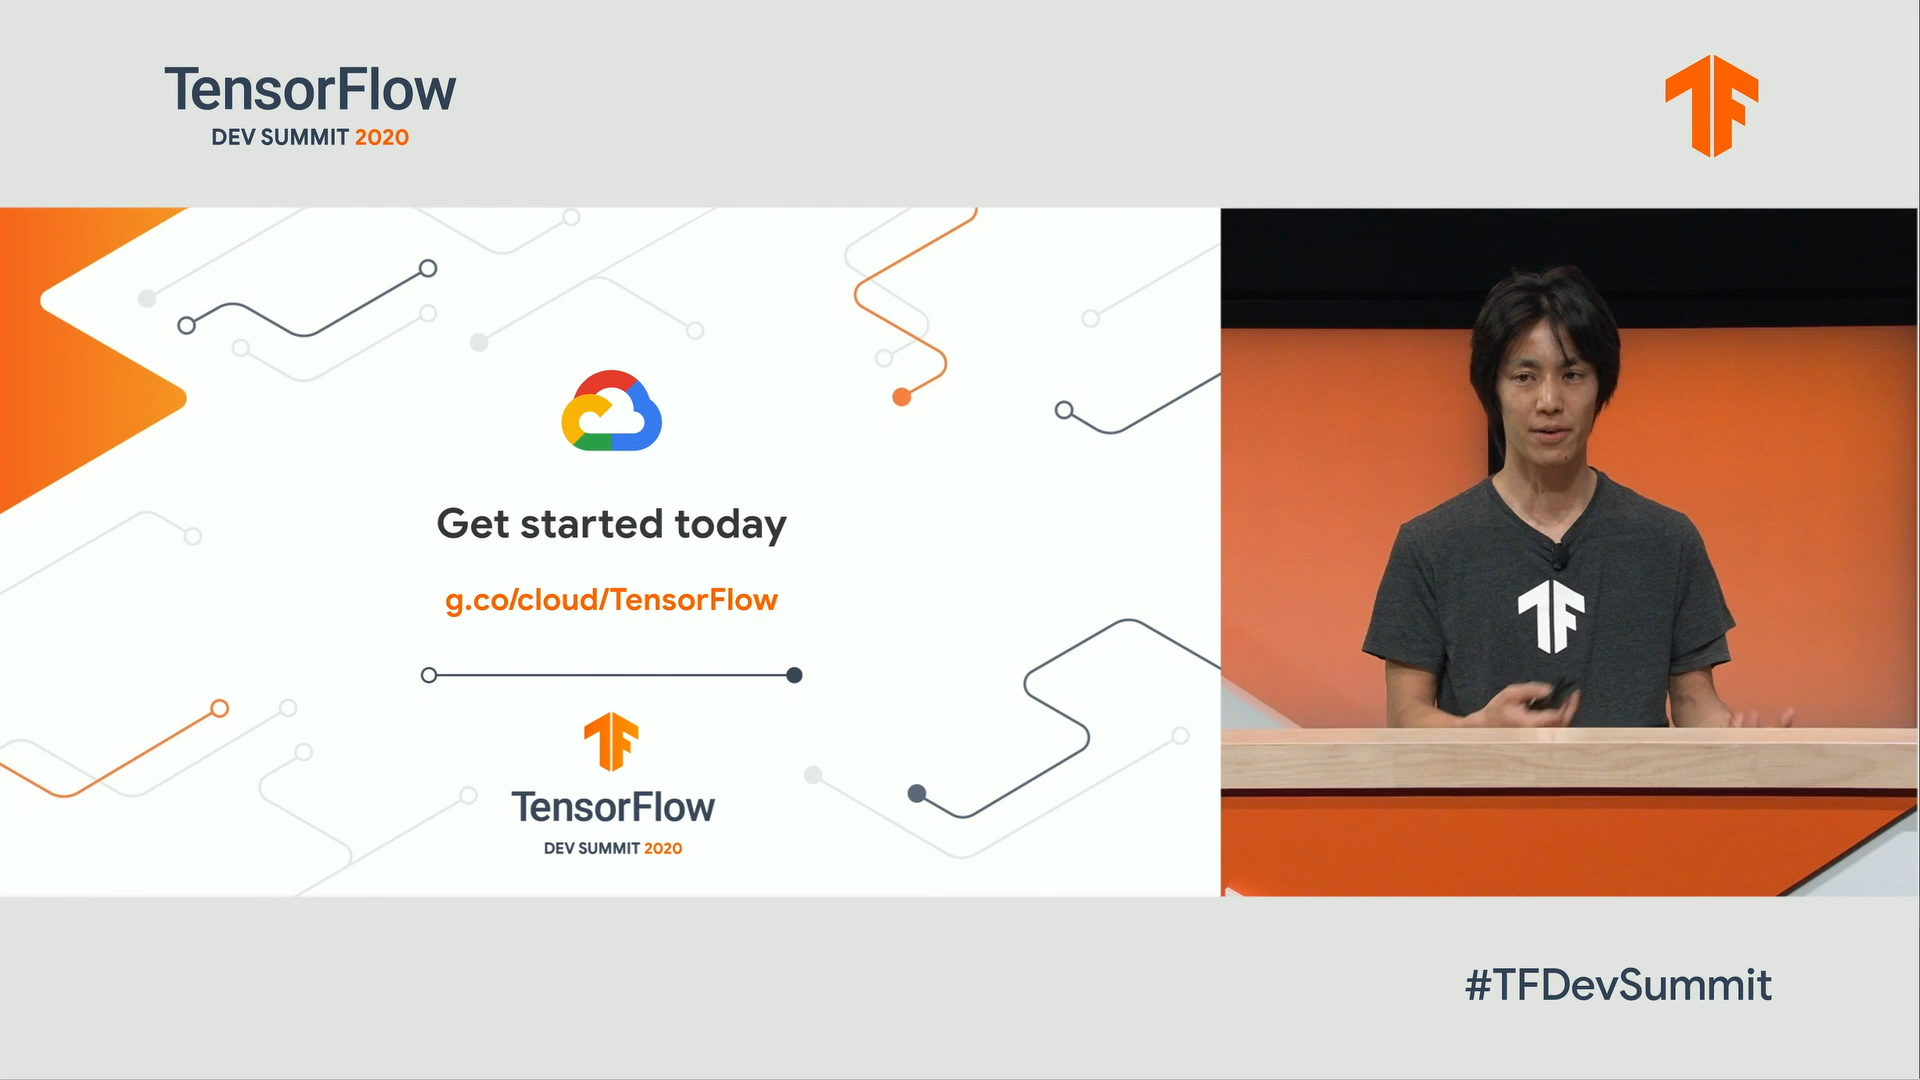 TensorFlow
DEV SUMMIT 2020
Get started today
g.co/cloud/TensorFlow
TensorFlow
DEV SUMMIT 2020
#TFDevSummit